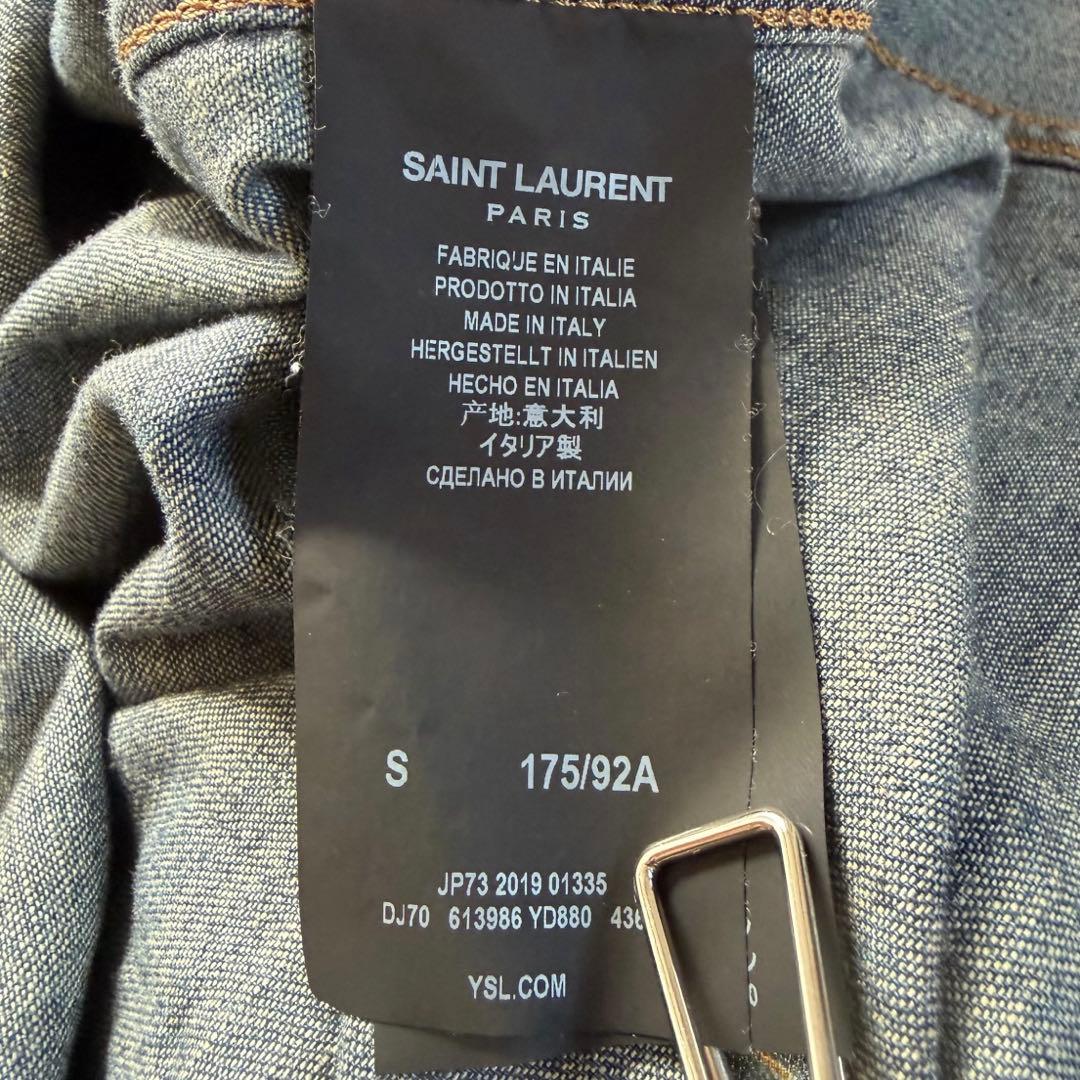 SAINT LAURENT
PARIS
FABRIQUE EN ITALIE
PRODOTTO IN ITALIA
MADE IN ITALY
HERGESTELLT IN ITALIEN
HECHO EN ITALIA
产地:意大利
イタリア製
СДЕЛАНО В ИТАЛИИ
S 175/92A
JP73 2019 01335
DJ70 613986 YD880
YSL.COM